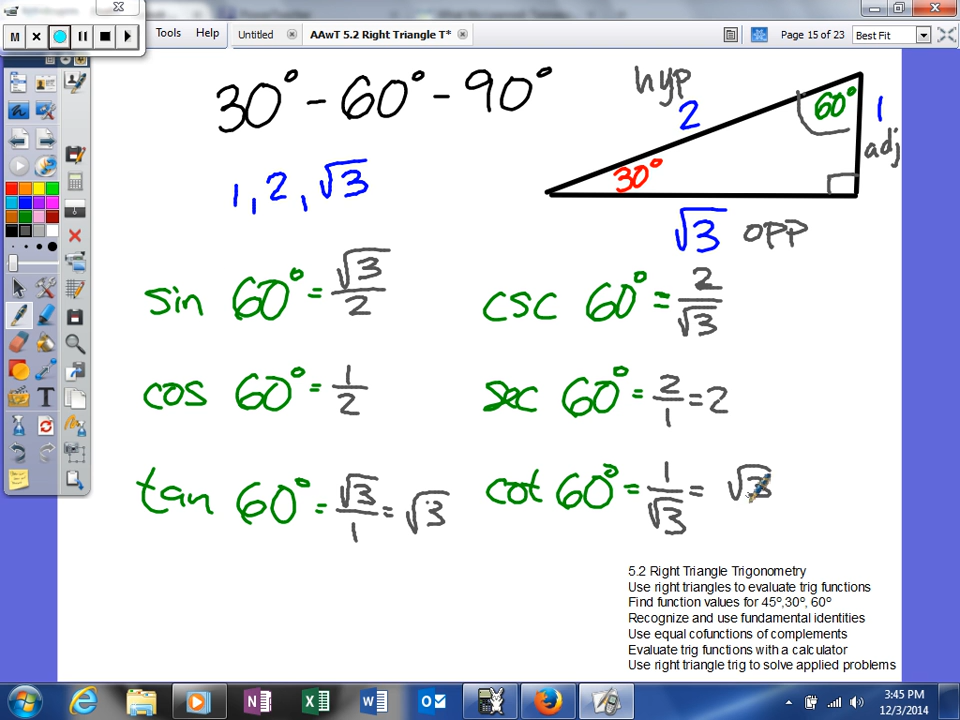 M
Tools Help Untitled AAwT 5.2 Right Triangle T* Page 15 of 23 Best Fit
30° - 60° - 90°
1, 2, √3
hyp
2
60°
1
adj
30°
√3 opp
sin 60° = √3/2
csc 60° = 2/√3
cos 60° = 1/2
sec 60° = 2/1 = 2
tan 60° = √3/1 = √3
cot 60° = 1/√3 = √3
5.2 Right Triangle Trigonometry
Use right triangles to evaluate trig functions
Find function values for 45°,30°, 60°
Recognize and use fundamental identities
Use equal cofunctions of complements
Evaluate trig functions with a calculator
Use right triangle trig to solve applied problems
3:45 PM
12/3/2014